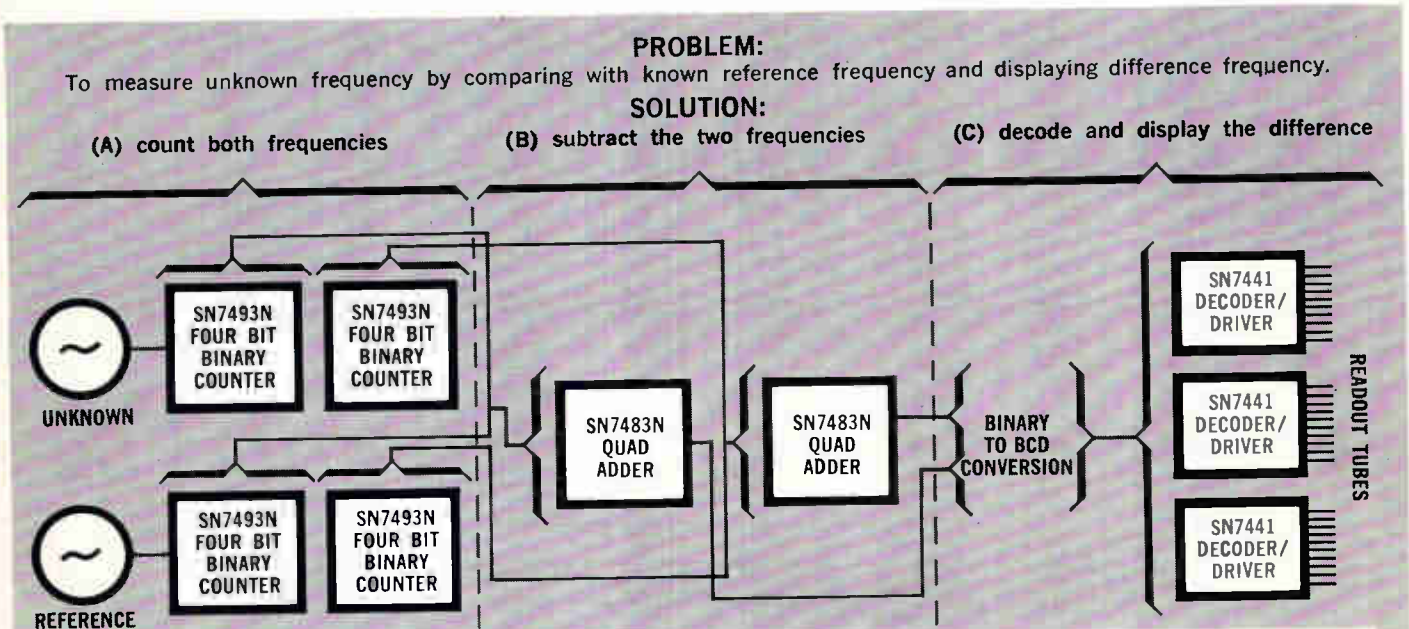 PROBLEM:
To measure unknown frequency by comparing with known reference frequency and displaying difference frequency.
SOLUTION:
(A) count both frequencies
(B) subtract the two frequencies
(C) decode and display the difference
UNKNOWN
SN7493N
FOUR BIT
BINARY
COUNTER
SN7493N
FOUR BIT
BINARY
COUNTER
REFERENCE
SN7493N
FOUR BIT
BINARY
COUNTER
SN7493N
FOUR BIT
BINARY
COUNTER
SN7483N
QUAD
ADDER
SN7483N
QUAD
ADDER
BINARY
TO BCD
CONVERSION
SN7441
DECODER/
DRIVER
SN7441
DECODER/
DRIVER
SN7441
DECODER/
DRIVER
READOUT TUBES